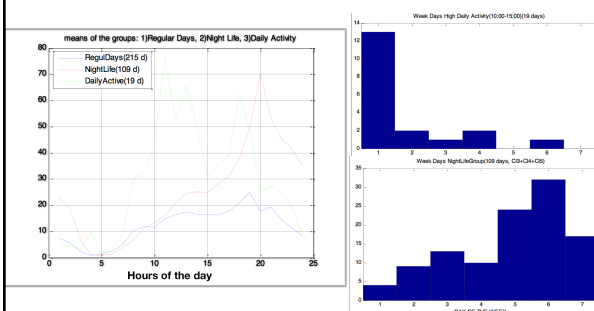 means of the groups: 1)Regular Days, 2)Night Life, 3)Daily Activity
80
70
60
50
40
30
20
10
0
RegulDays(215 d)
NightLife(109 d)
DailyActive(19 d)
0 5 10 15 20 25
Hours of the day
Week Days High Daily Activity(10:00-15:00)(19 days)
14
12
10
8
6
4
2
0
1 2 3 4 5 6 7
Week Days NightLifeGroup(109 days, Cl3+Cl4+Cl5)
35
30
25
20
15
10
5
0
1 2 3 4 5 6 7
DAY OF THE WEEK